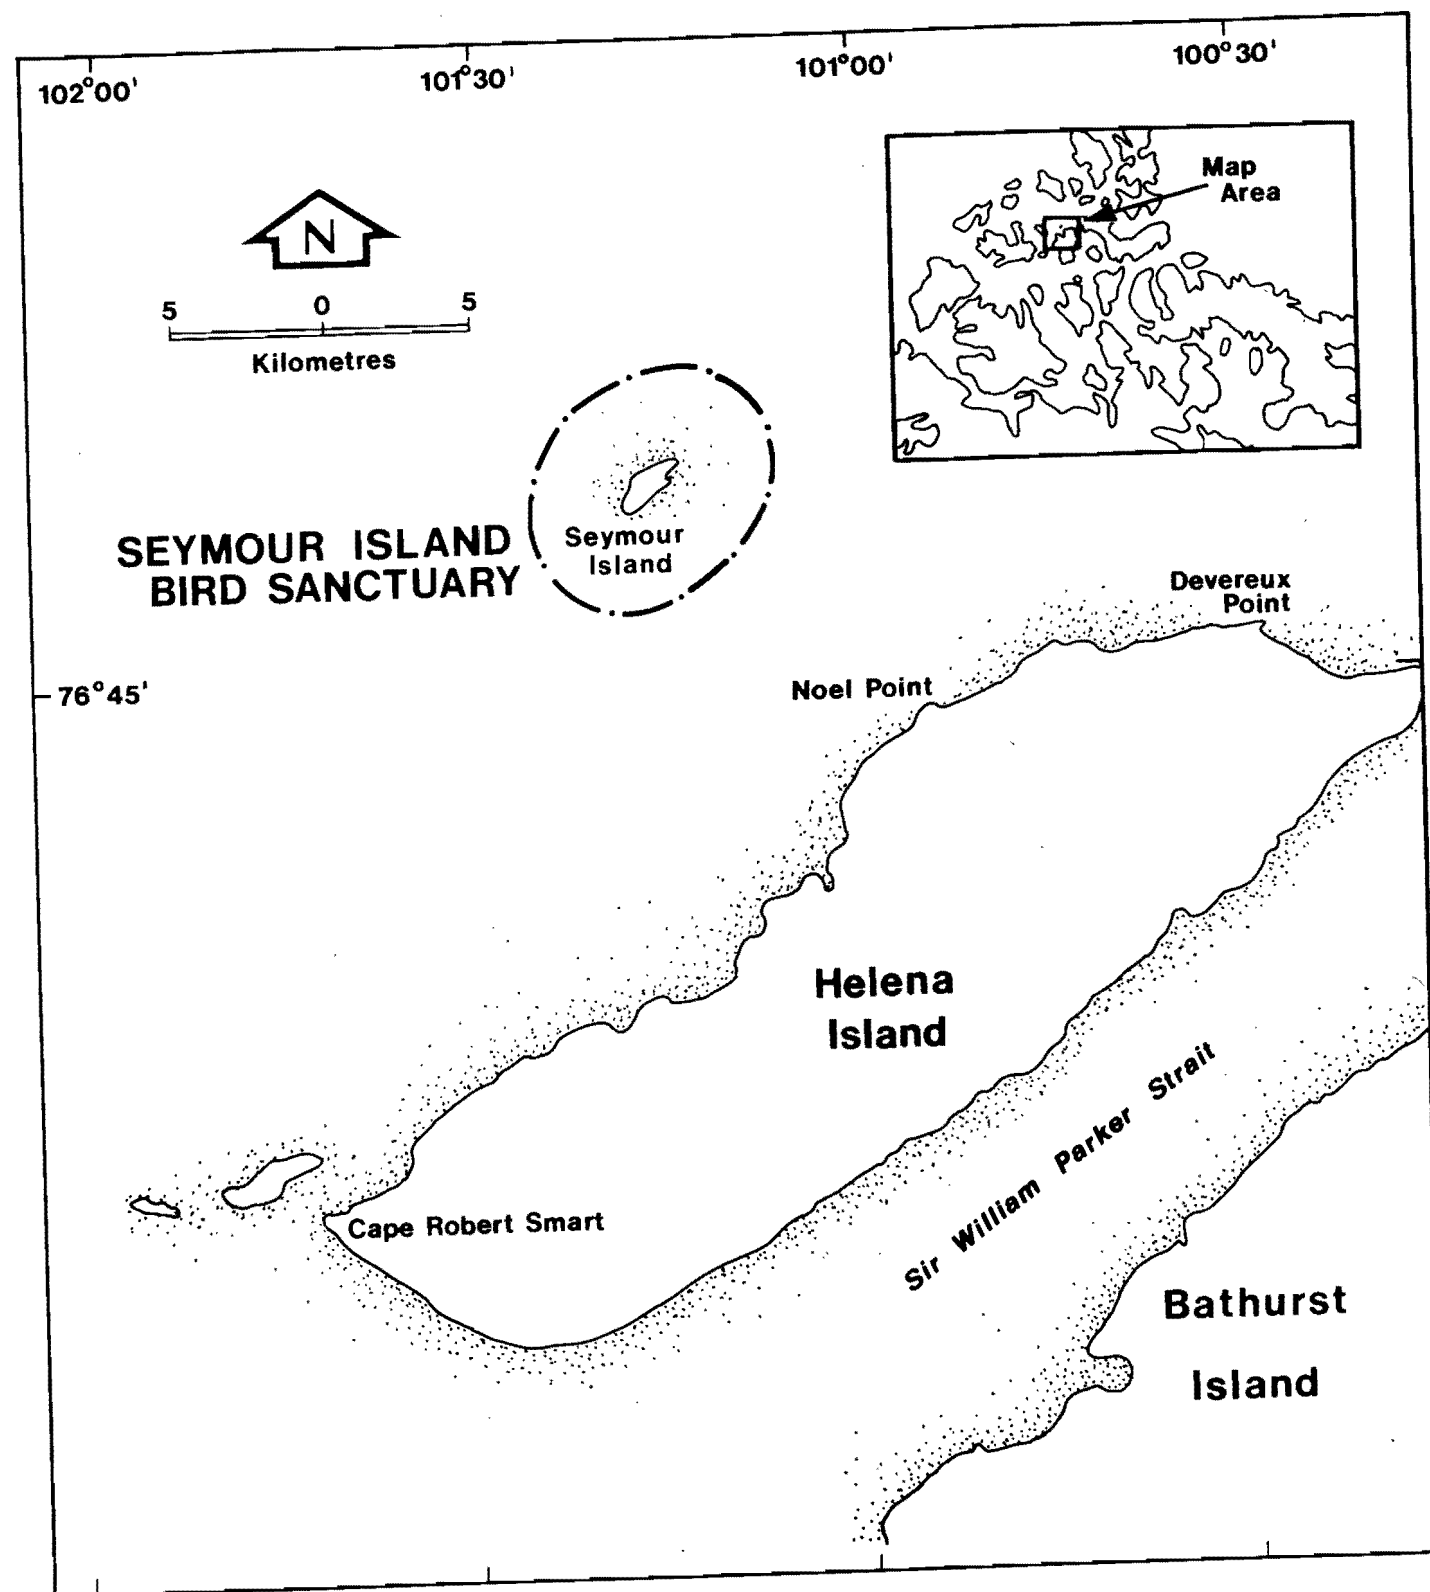 102°00'
101°30'
101°00'
100°30'
Map
Area
N
5 0 5
Kilometres
SEYMOUR ISLAND
BIRD SANCTUARY
Seymour
Island
Devereux
Point
76°45'
Noel Point
Helena
Island
Sir William Parker Strait
Cape Robert Smart
Bathurst
Island